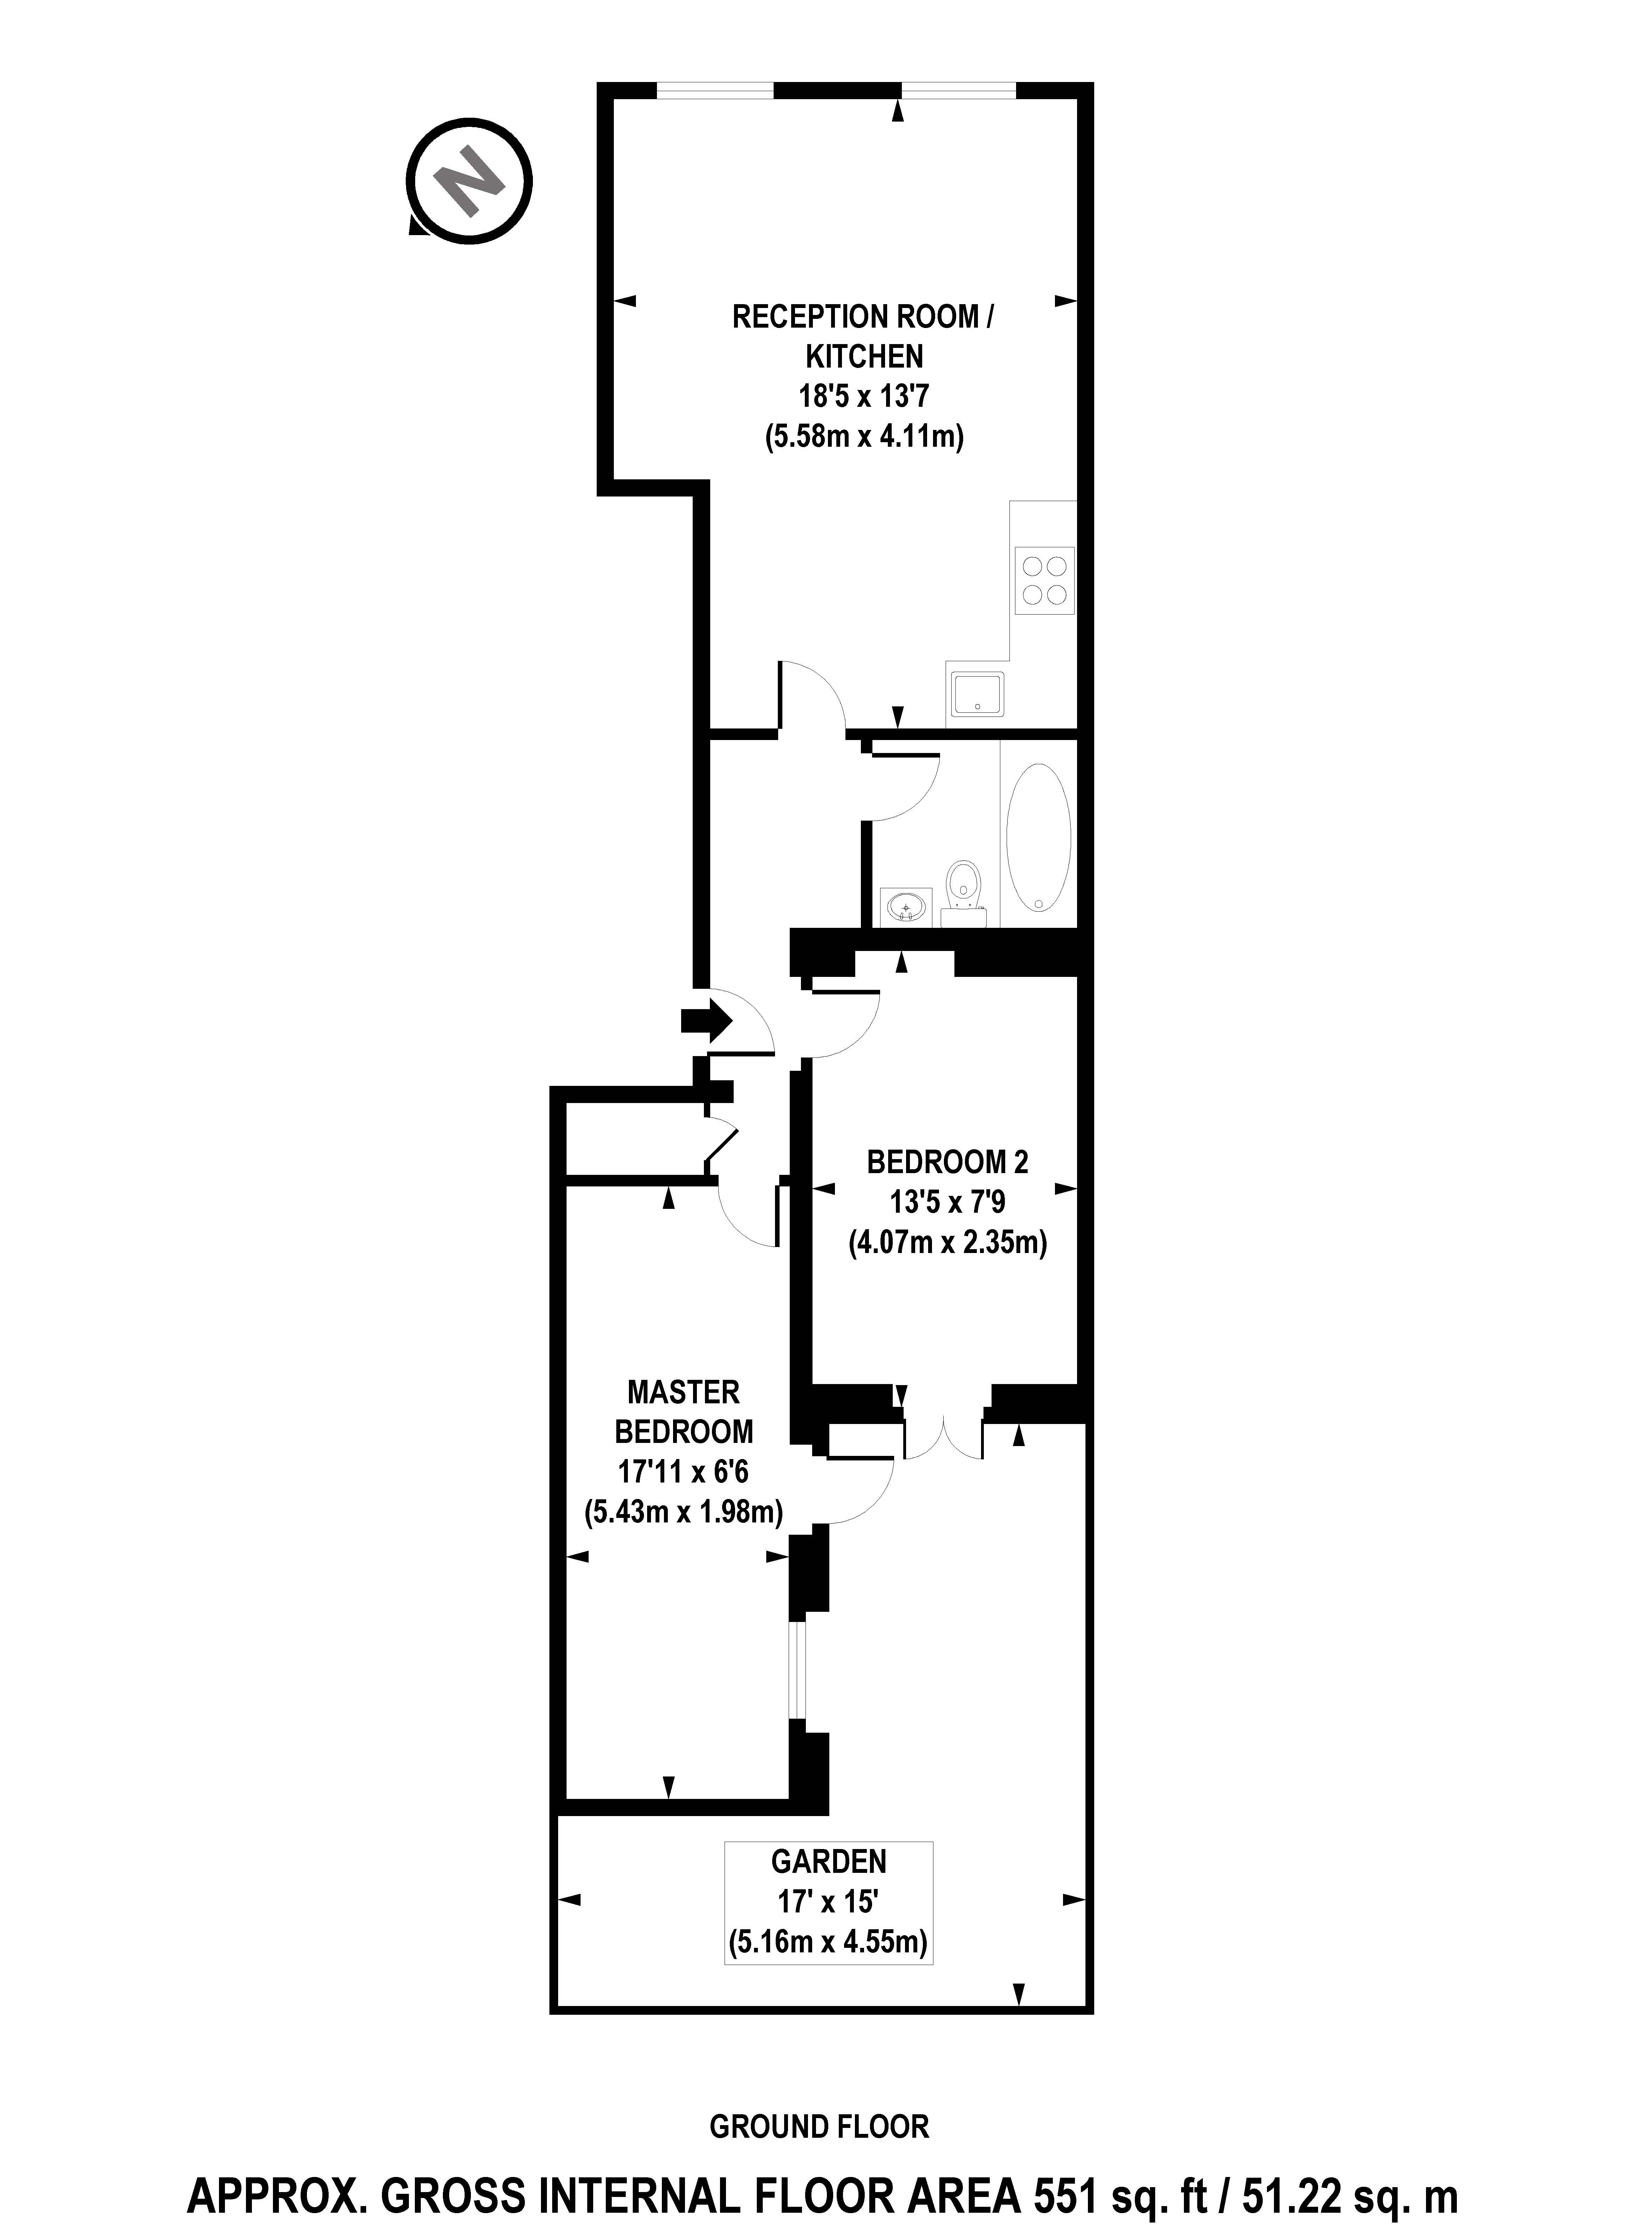 N
RECEPTION ROOM /
KITCHEN
18'5 x 13'7
(5.58m x 4.11m)
BEDROOM 2
13'5 x 7'9
(4.07m x 2.35m)
MASTER
BEDROOM
17'11 x 6'6
(5.43m x 1.98m)
GARDEN
17' x 15'
(5.16m x 4.55m)
GROUND FLOOR
APPROX. GROSS INTERNAL FLOOR AREA 551 sq. ft / 51.22 sq. m